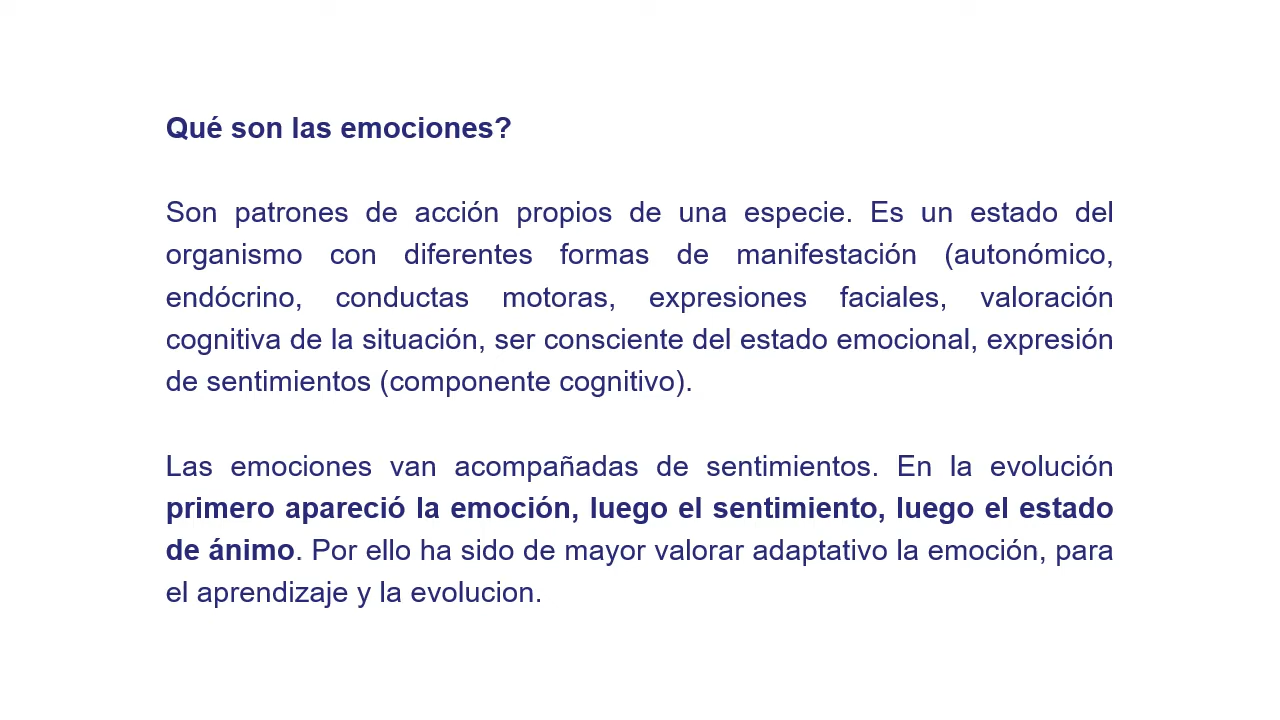 Qué son las emociones?
Son patrones de acción propios de una especie. Es un estado del
organismo con diferentes formas de manifestación (autonómico,
endócrino, conductas motoras, expresiones faciales, valoración
cognitiva de la situación, ser consciente del estado emocional, expresión
de sentimientos (componente cognitivo).
Las emociones van acompañadas de sentimientos. En la evolución
primero apareció la emoción, luego el sentimiento, luego el estado
de ánimo. Por ello ha sido de mayor valorar adaptativo la emoción, para
el aprendizaje y la evolucion.